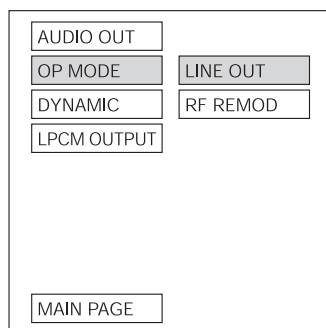 AUDIO OUT
OP MODE LINE OUT
DYNAMIC RF REMOD
LPCM OUTPUT
MAIN PAGE